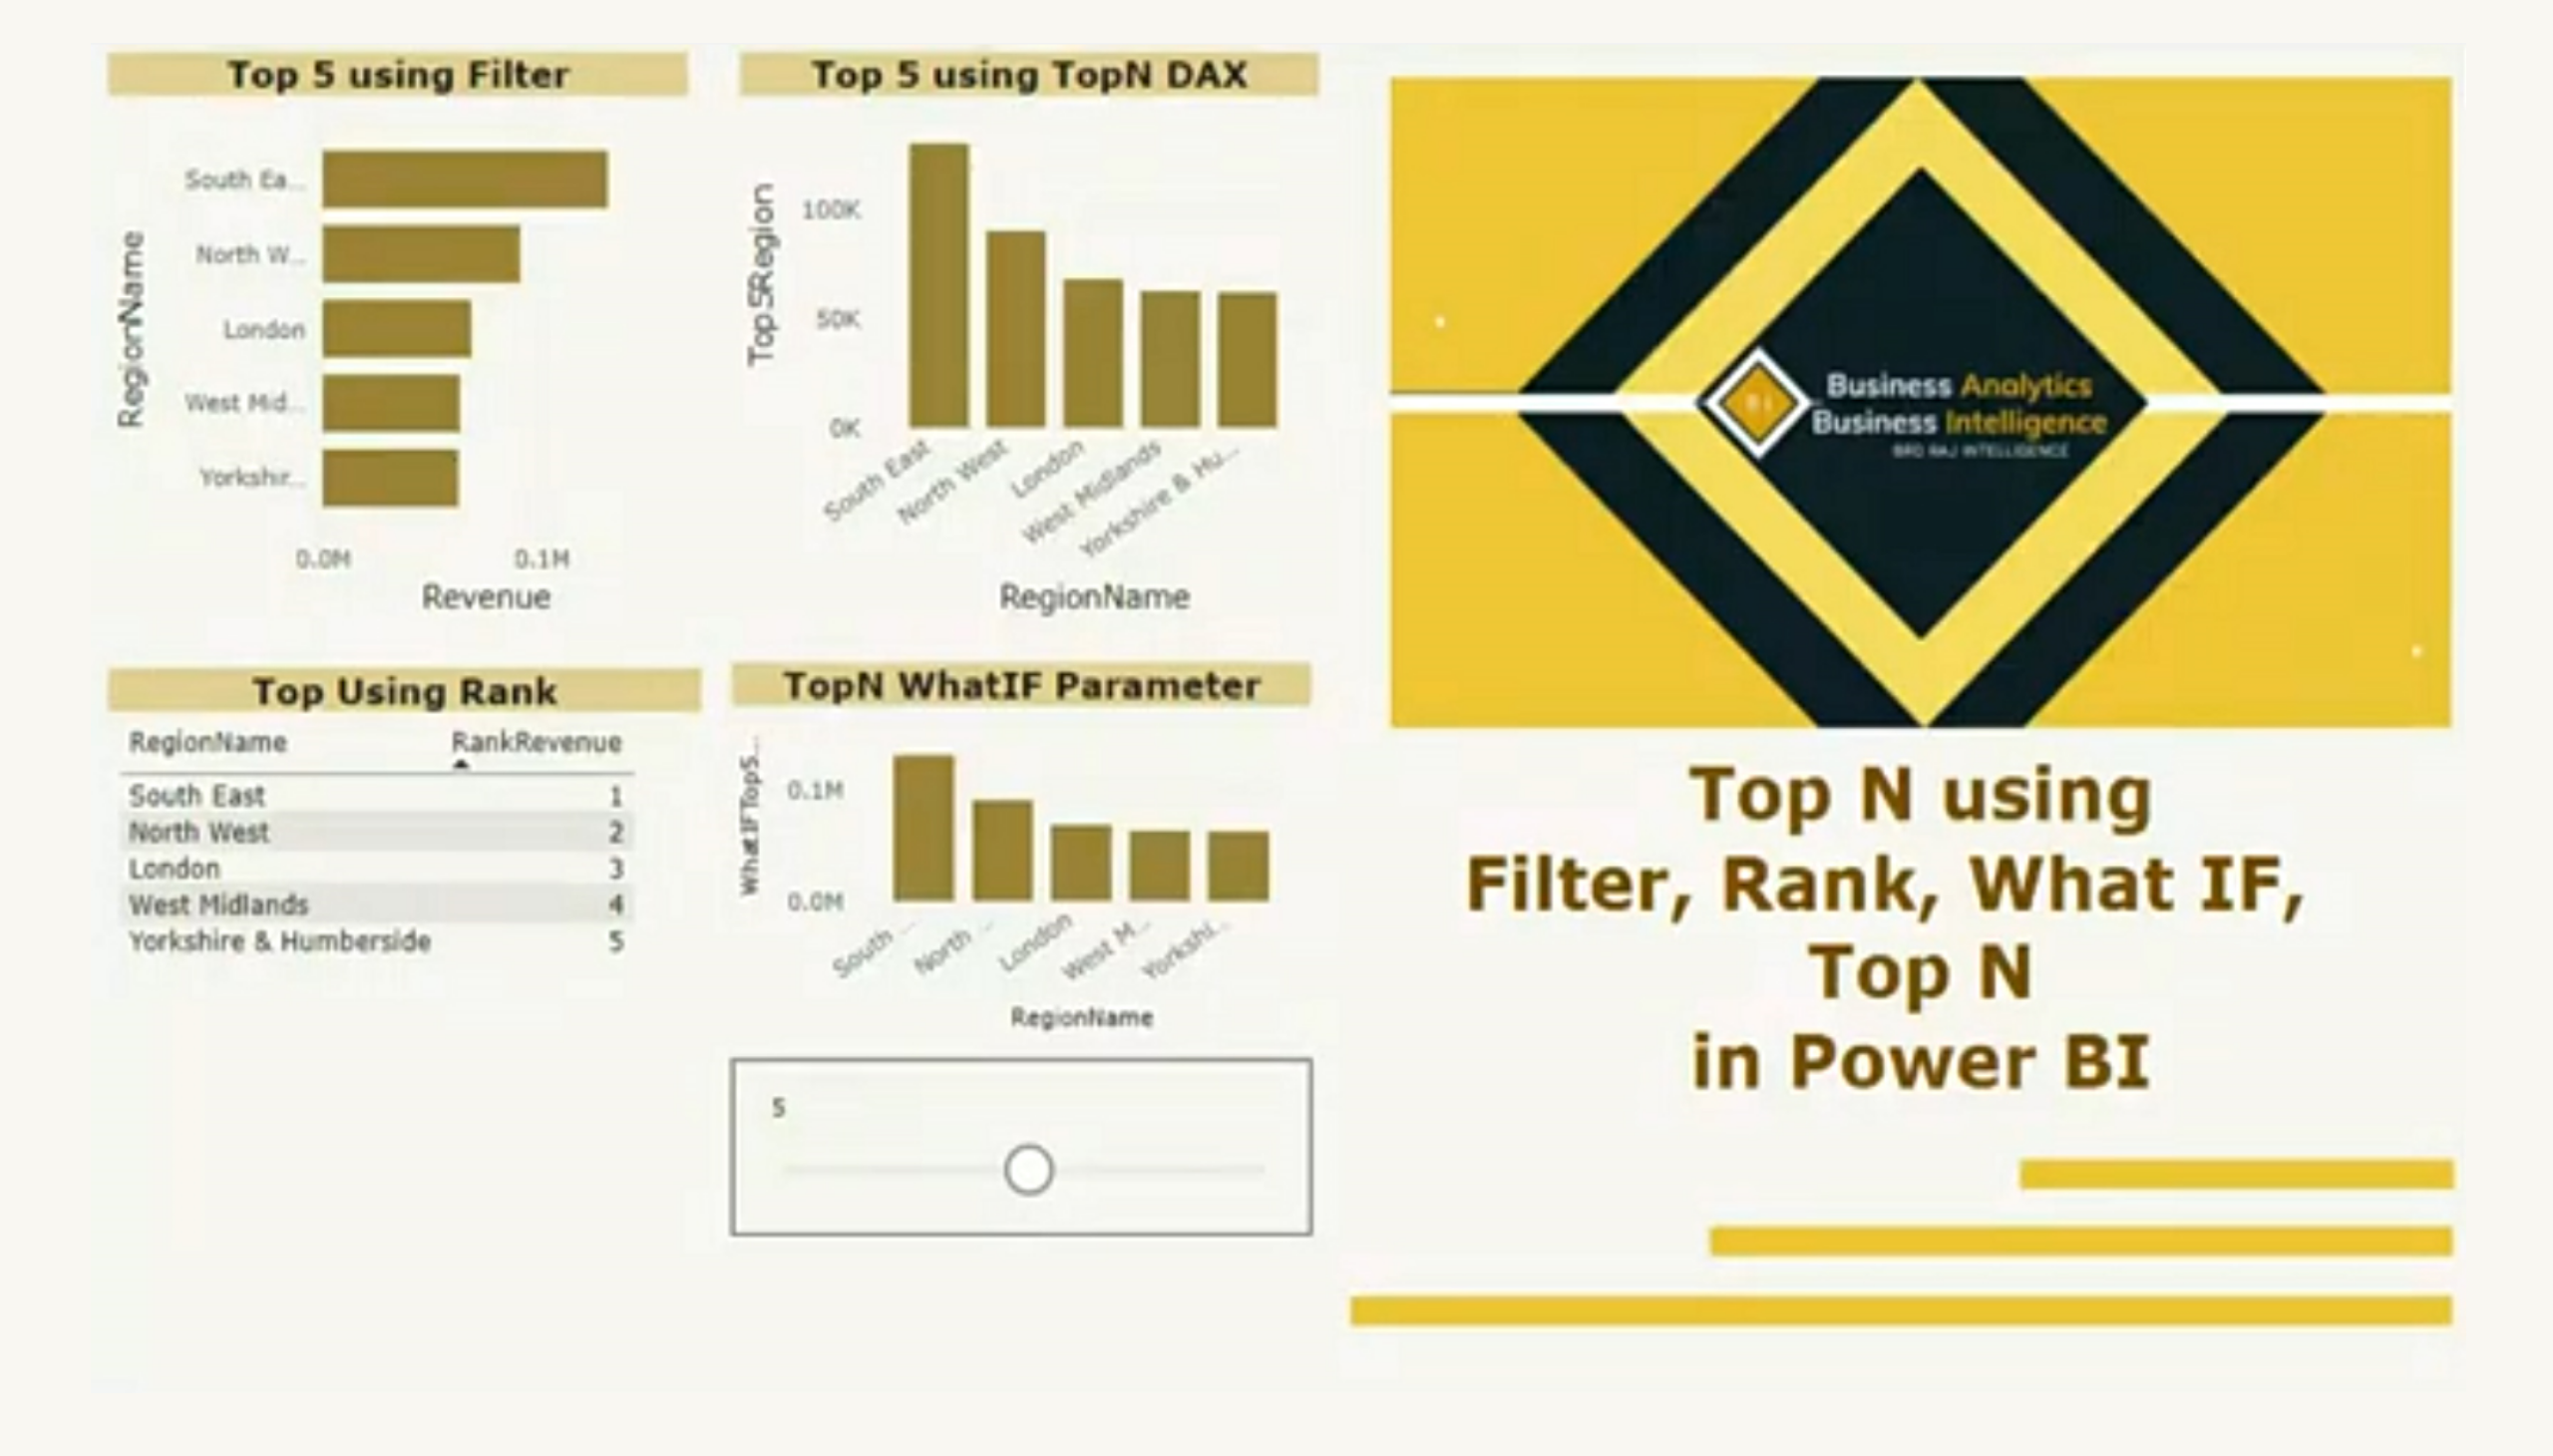 Top 5 using Filter
RegionName
South Ea...
North W...
London
West Mid...
Yorkshir...
0.0M 0.1M
Revenue
Top 5 using TopN DAX
Top5Region
100K
50K
0K
South East
North West
London
West Midlands
Yorkshire & Hu...
RegionName
Top Using Rank
RegionName RankRevenue
South East 1
North West 2
London 3
West Midlands 4
Yorkshire & Humberside 5
TopN WhatIF Parameter
WhatIFTop5...
0.1M
0.0M
South ...
North ...
London
West M...
Yorkshi...
RegionName
5
Business Analytics
Business Intelligence
BRD RAJ INTELLIGENCE
Top N using
Filter, Rank, What IF,
Top N
in Power BI